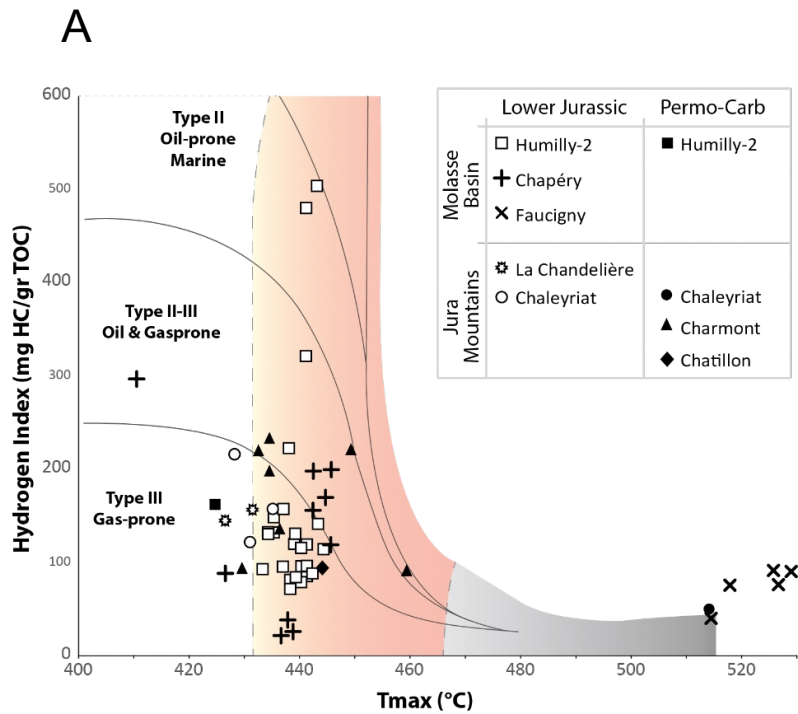 A
600
500
400
300
200
100
0
Hydrogen Index (mg HC/gr TOC)
Type II
Oil-prone
Marine
Type II-III
Oil & Gasprone
Type III
Gas-prone
400
420
440
460
480
500
520
Tmax (°C)
Lower Jurassic
Permo-Carb
Molasse
Basin
Humilly-2
Humilly-2
Chapéry
Faucigny
Jura
Mountains
La Chandelière
Chaleyriat
Chaleyriat
Charmont
Chatillon